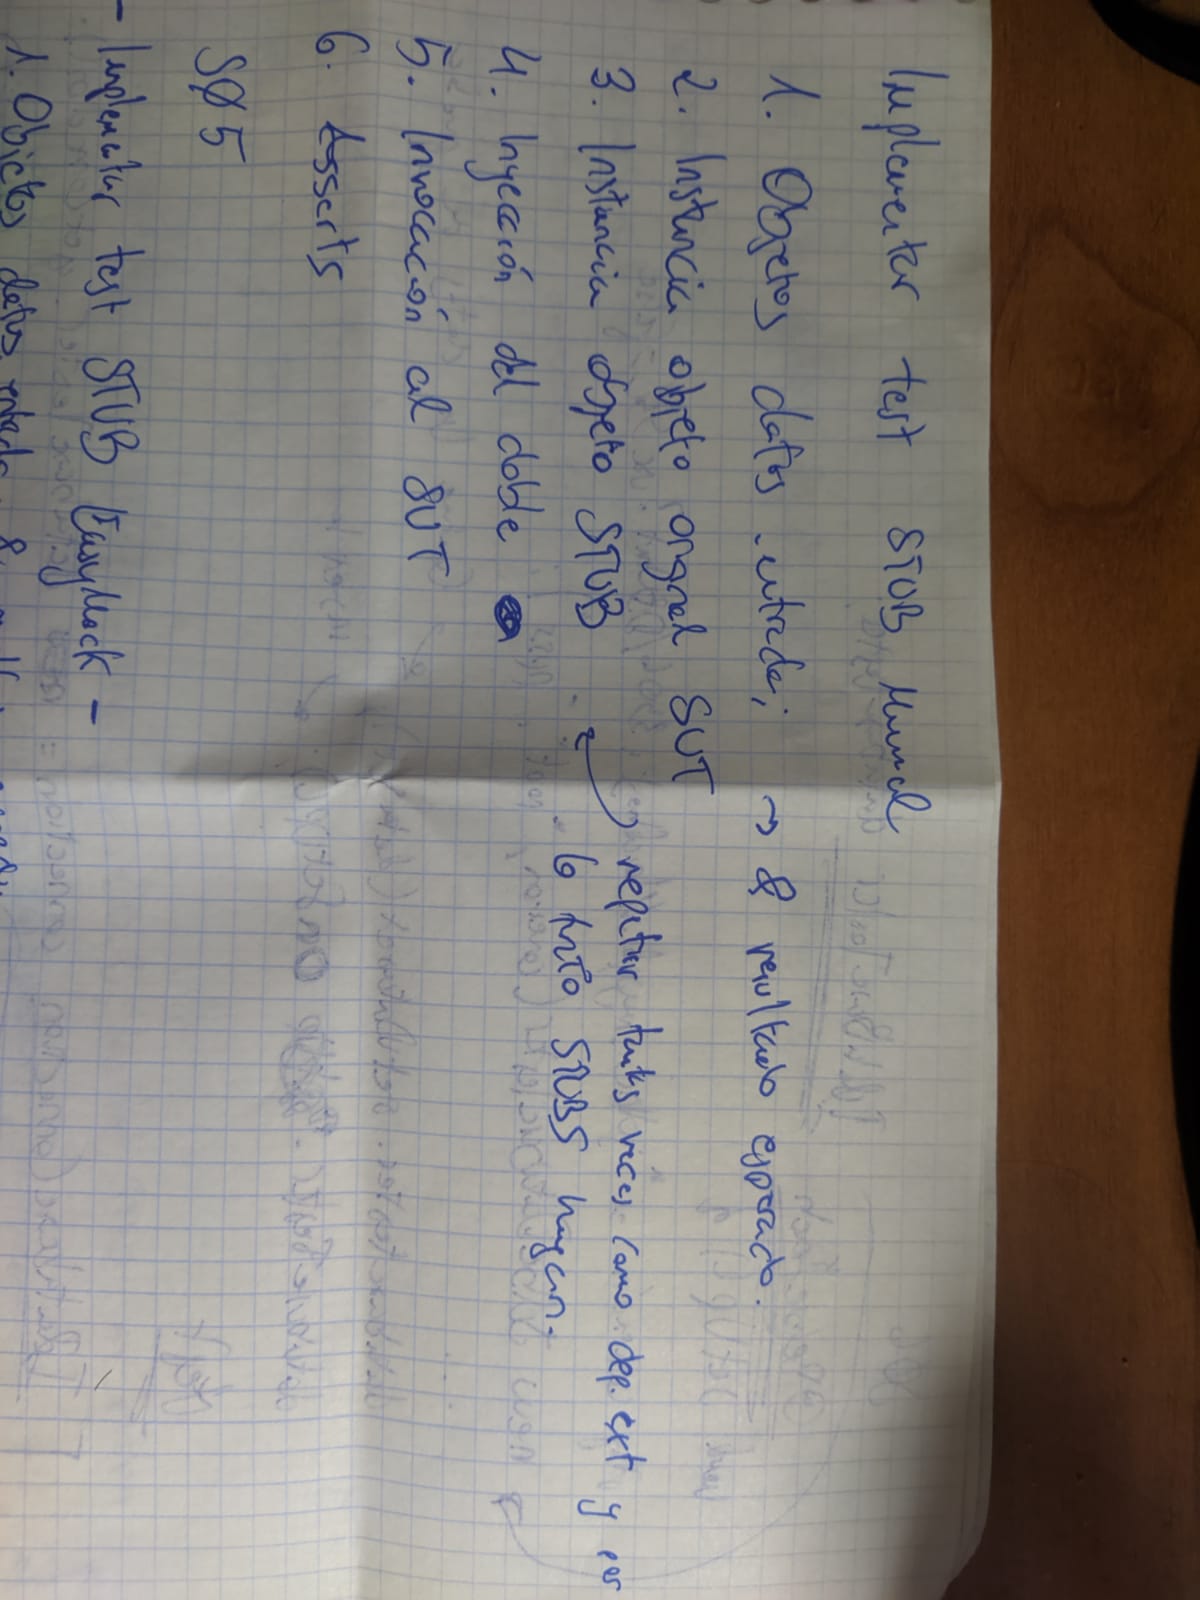 Implementar test STUB Manual
1. Objetos datos entrada; → & resultado esperado.
2. Instancia objeto original SUT
3. Instancia objeto STUB
repetir tantas veces como dep. ext y por
lo tanto STUBS hayan.
4. Inyección del doble
5. Invocación al SUT
6. Asserts
SØ5
- Implementar test STUB EasyMock -
1. Objetos datos entrada &